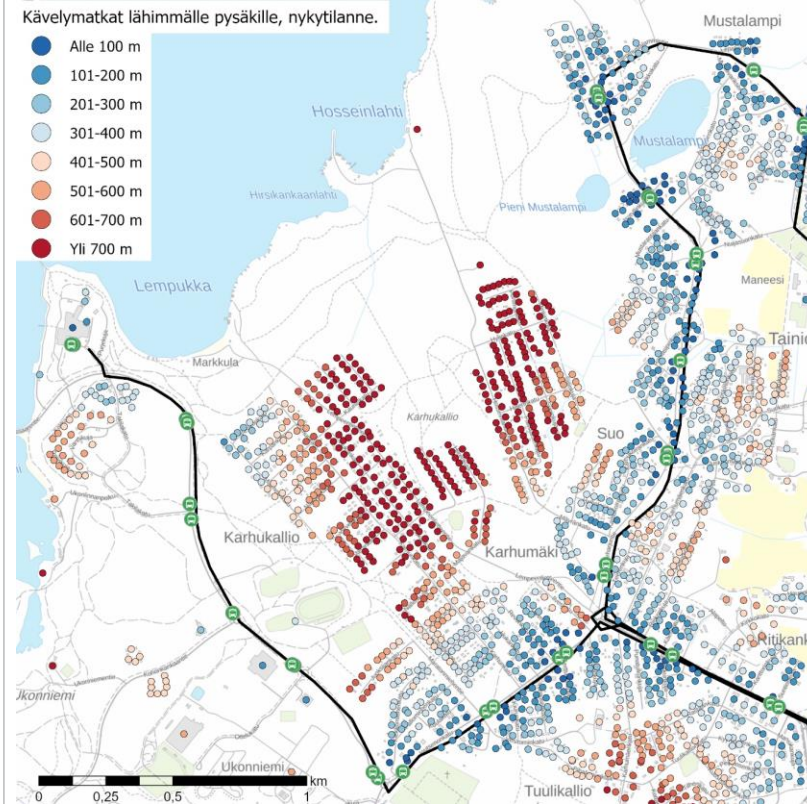 Kävelymatkat lähimmälle pysäkille, nykytilanne.
Alle 100 m
101-200 m
201-300 m
301-400 m
401-500 m
501-600 m
601-700 m
Yli 700 m
Mustalampi
Hosseinlahti
Mustalampi
Hirsikankaanlahti
Pieni Mustalampi
Lempukka
Maneesi
Markkula
Karhukallio
Suo
Karhukallio
Karhumäki
Ukonniemi
Ukonniemi
Tuulikallio
0 0,25 0,5 1 km